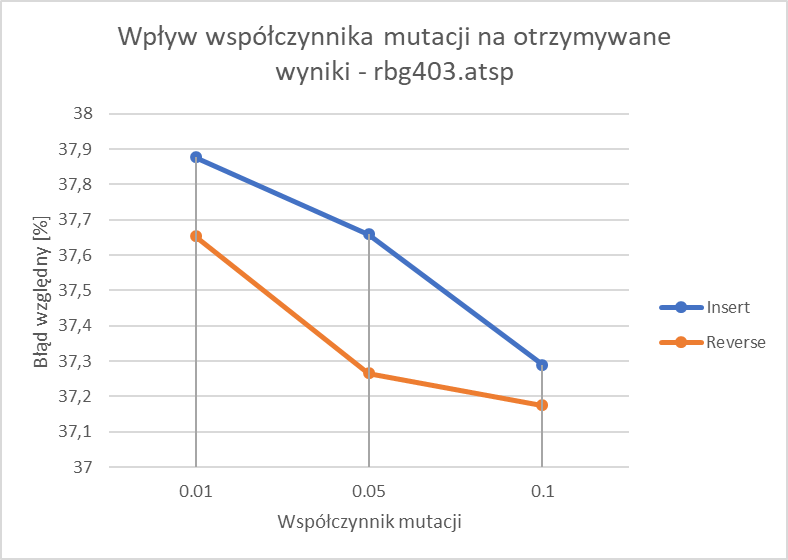 Wpływ współczynnika mutacji na otrzymywane
wyniki - rbg403.atsp
38
37,9
37,8
37,7
37,6
37,5
37,4
37,3
37,2
37,1
37
Błąd względny [%]
0.01
0.05
0.1
Współczynnik mutacji
Insert
Reverse